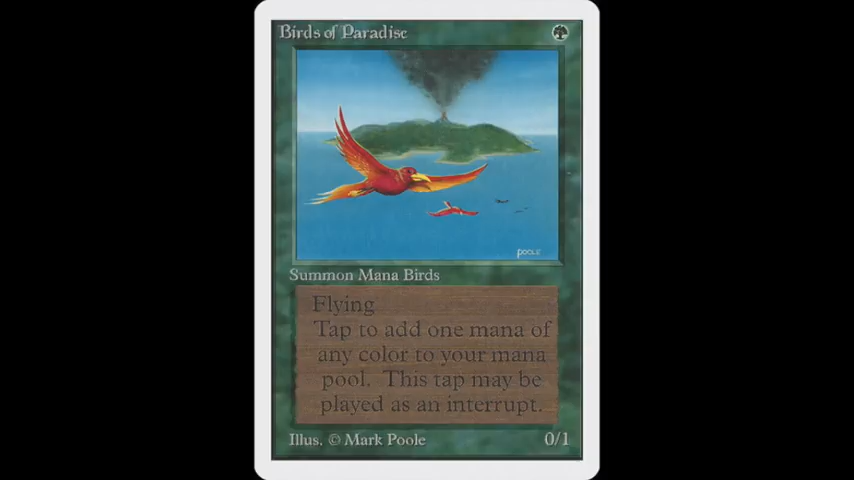 Birds of Paradise
POOLE
Summon Mana Birds
Flying
Tap to add one mana of
any color to your mana
pool. This tap may be
played as an interrupt.
Illus. © Mark Poole
0/1